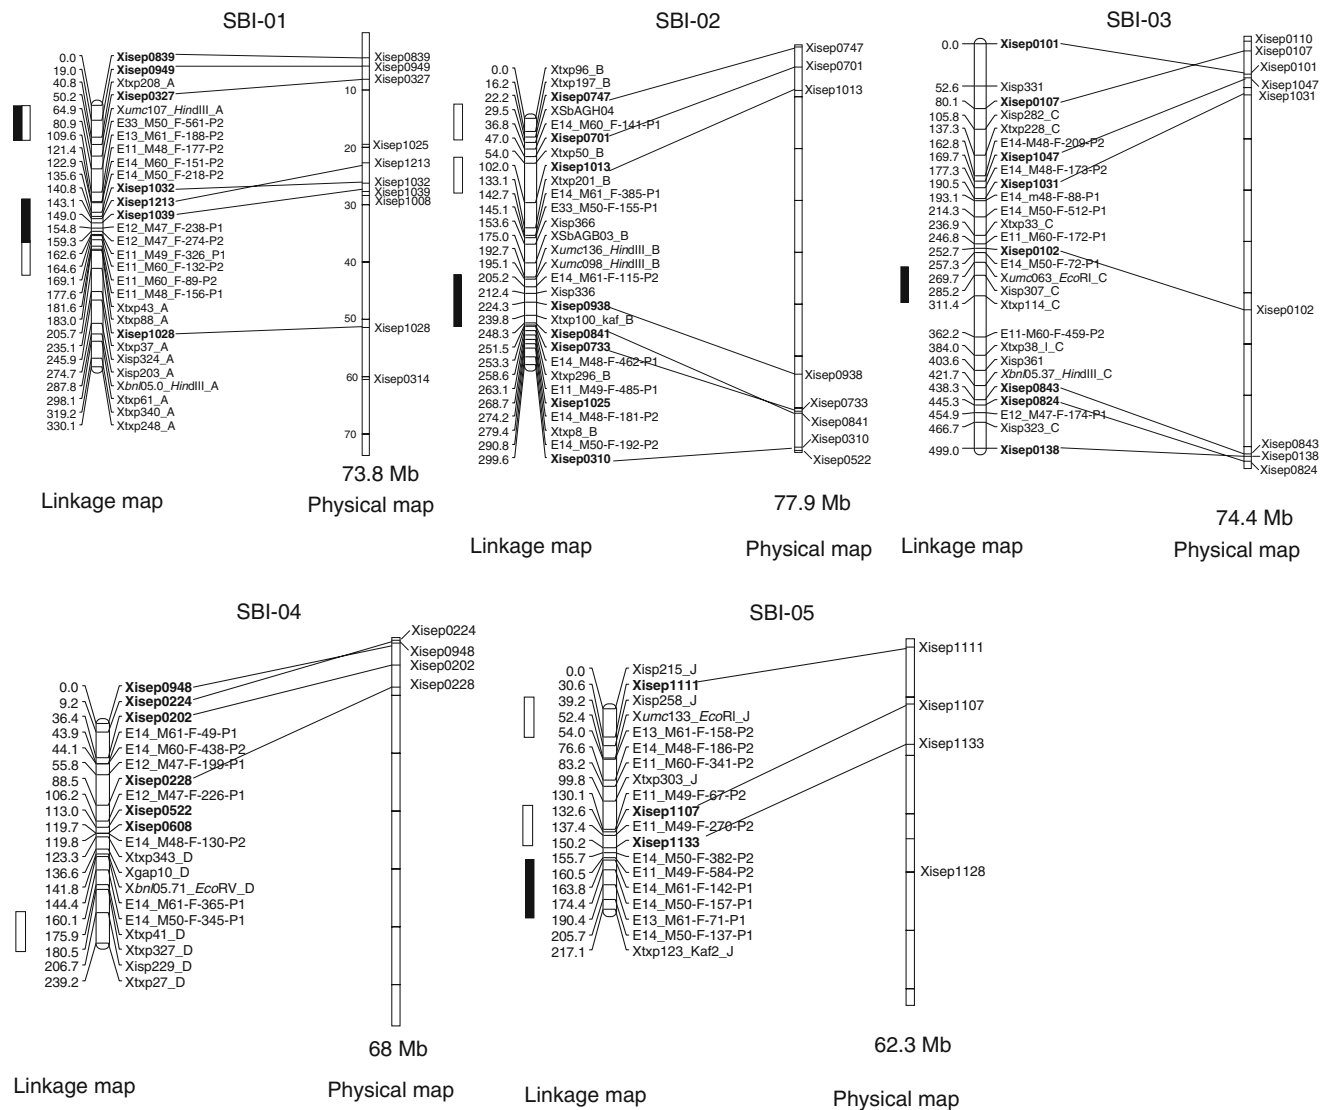 SBI-01
0.0 Xisep0839
19.0 Xisep0949
40.8 Xtxp208_A
50.2 Xisep0327
64.9 Xumc107_HindIII_A
80.9 E33_M50_F-561-P2
109.6 E13_M61_F-188-P2
121.4 E11_M48_F-177-P2
122.9 E14_M60_F-151-P2
135.6 E14_M50_F-218-P2
140.8 Xisep1032
143.1 Xisep1213
149.0 Xisep1039
154.8 E12_M47_F-238-P1
159.3 E12_M47_F-274-P2
162.6 E11_M49_F-326_P1
164.6 E11_M60_F-132-P2
169.1 E11_M60_F-89-P2
177.6 E11_M48_F-156-P1
181.6 Xtxp43_A
183.0 Xtxp88_A
205.7 Xisep1028
235.1 Xtxp37_A
245.9 Xisp324_A
274.7 Xisp203_A
287.8 Xbnl05.0_HindIII_A
298.1 Xtxp61_A
319.2 Xtxp340_A
330.1 Xtxp248_A
Xisep0839
Xisep0949
Xisep0327
10
20
Xisep1025
Xisep1213
Xisep1032
Xisep1039
30
Xisep1008
40
50
Xisep1028
60
Xisep0314
70
73.8 Mb
Linkage map
Physical map
SBI-02
0.0 Xtxp96_B
16.2 Xtxp197_B
22.2 Xisep0747
29.5 XSbAGH04
36.8 E14_M60_F-141-P1
47.0 Xisep0701
54.0 Xtxp50_B
102.0 Xisep1013
133.1 Xtxp201_B
142.7 E14_M61_F-385-P1
145.1 E33_M50-F-155-P1
153.6 Xisp366
175.0 XSbAGB03_B
192.7 Xumc136_HindIII_B
195.1 Xumc098_HindIII_B
205.2 E14_M61-F-115-P2
212.4 Xisp336
224.3 Xisep0938
239.8 Xtxp100_kaf_B
248.3 Xisep0841
251.5 Xisep0733
253.3 E14_M48-F-462-P1
258.6 Xtxp296_B
263.1 E11_M49-F-485-P1
268.7 Xisep1025
274.2 E14_M48-F-181-P2
279.4 Xtxp8_B
290.8 E14_M50-F-192-P2
299.6 Xisep0310
Xisep0747
Xisep0701
Xisep1013
Xisep0938
Xisep0733
Xisep0841
Xisep0310
Xisep0522
77.9 Mb
Linkage map
Physical map
SBI-03
0.0 Xisep0101
52.6 Xisp331
80.1 Xisep0107
105.8 Xisp282_C
137.3 Xtxp228_C
162.8 E14-M48-F-209-P2
169.7 Xisep1047
177.3 E14_M48-F-173-P2
190.5 Xisep1031
193.1 E14_m48-F-88-P1
214.3 E14_M50-F-512-P1
236.9 Xtxp33_C
246.8 E11_M60-F-172-P1
252.7 Xisep0102
257.3 E14_M50-F-72-P1
269.7 Xumc063_EcoRI_C
285.2 Xisp307_C
311.4 Xtxp114_C
362.2 E11-M60-F-459-P2
384.0 Xtxp38_I_C
403.6 Xisp361
421.7 Xbnl05.37_HindIII_C
438.3 Xisep0843
445.3 Xisep0824
454.9 E12_M47-F-174-P1
466.7 Xisp323_C
499.0 Xisep0138
Xisep0110
Xisep0107
Xisep0101
Xisep1047
Xisep1031
Xisep0102
Xisep0843
Xisep0138
Xisep0824
74.4 Mb
Linkage map
Physical map
SBI-04
0.0 Xisep0948
9.2 Xisep0224
36.4 Xisep0202
43.9 E14_M61-F-49-P1
44.1 E14_M60-F-438-P2
55.8 E12_M47-F-199-P1
88.5 Xisep0228
106.2 E12_M47-F-226-P1
113.0 Xisep0522
119.7 Xisep0608
119.8 E14_M48-F-130-P2
123.3 Xtxp343_D
136.6 Xgap10_D
141.8 Xbnl05.71_EcoRV_D
144.4 E14_M61-F-365-P1
160.1 E14_M50-F-345-P1
175.9 Xtxp41_D
180.5 Xtxp327_D
206.7 Xisp229_D
239.2 Xtxp27_D
Xisep0224
Xisep0948
Xisep0202
Xisep0228
68 Mb
Linkage map
Physical map
SBI-05
0.0 Xisp215_J
30.6 Xisep1111
39.2 Xisp258_J
52.4 Xumc133_EcoRI_J
54.0 E13_M61-F-158-P2
76.6 E14_M48-F-186-P2
83.2 E11_M60-F-341-P2
99.8 Xtxp303_J
130.1 E11_M49-F-67-P2
132.6 Xisep1107
137.4 E11_M49-F-270-P2
150.2 Xisep1133
155.7 E14_M50-F-382-P2
160.5 E11_M49-F-584-P2
163.8 E14_M61-F-142-P1
174.4 E14_M50-F-157-P1
190.4 E13_M61-F-71-P1
205.7 E14_M50-F-137-P1
217.1 Xtxp123_Kaf2_J
Xisep1111
Xisep1107
Xisep1133
Xisep1128
62.3 Mb
Linkage map
Physical map